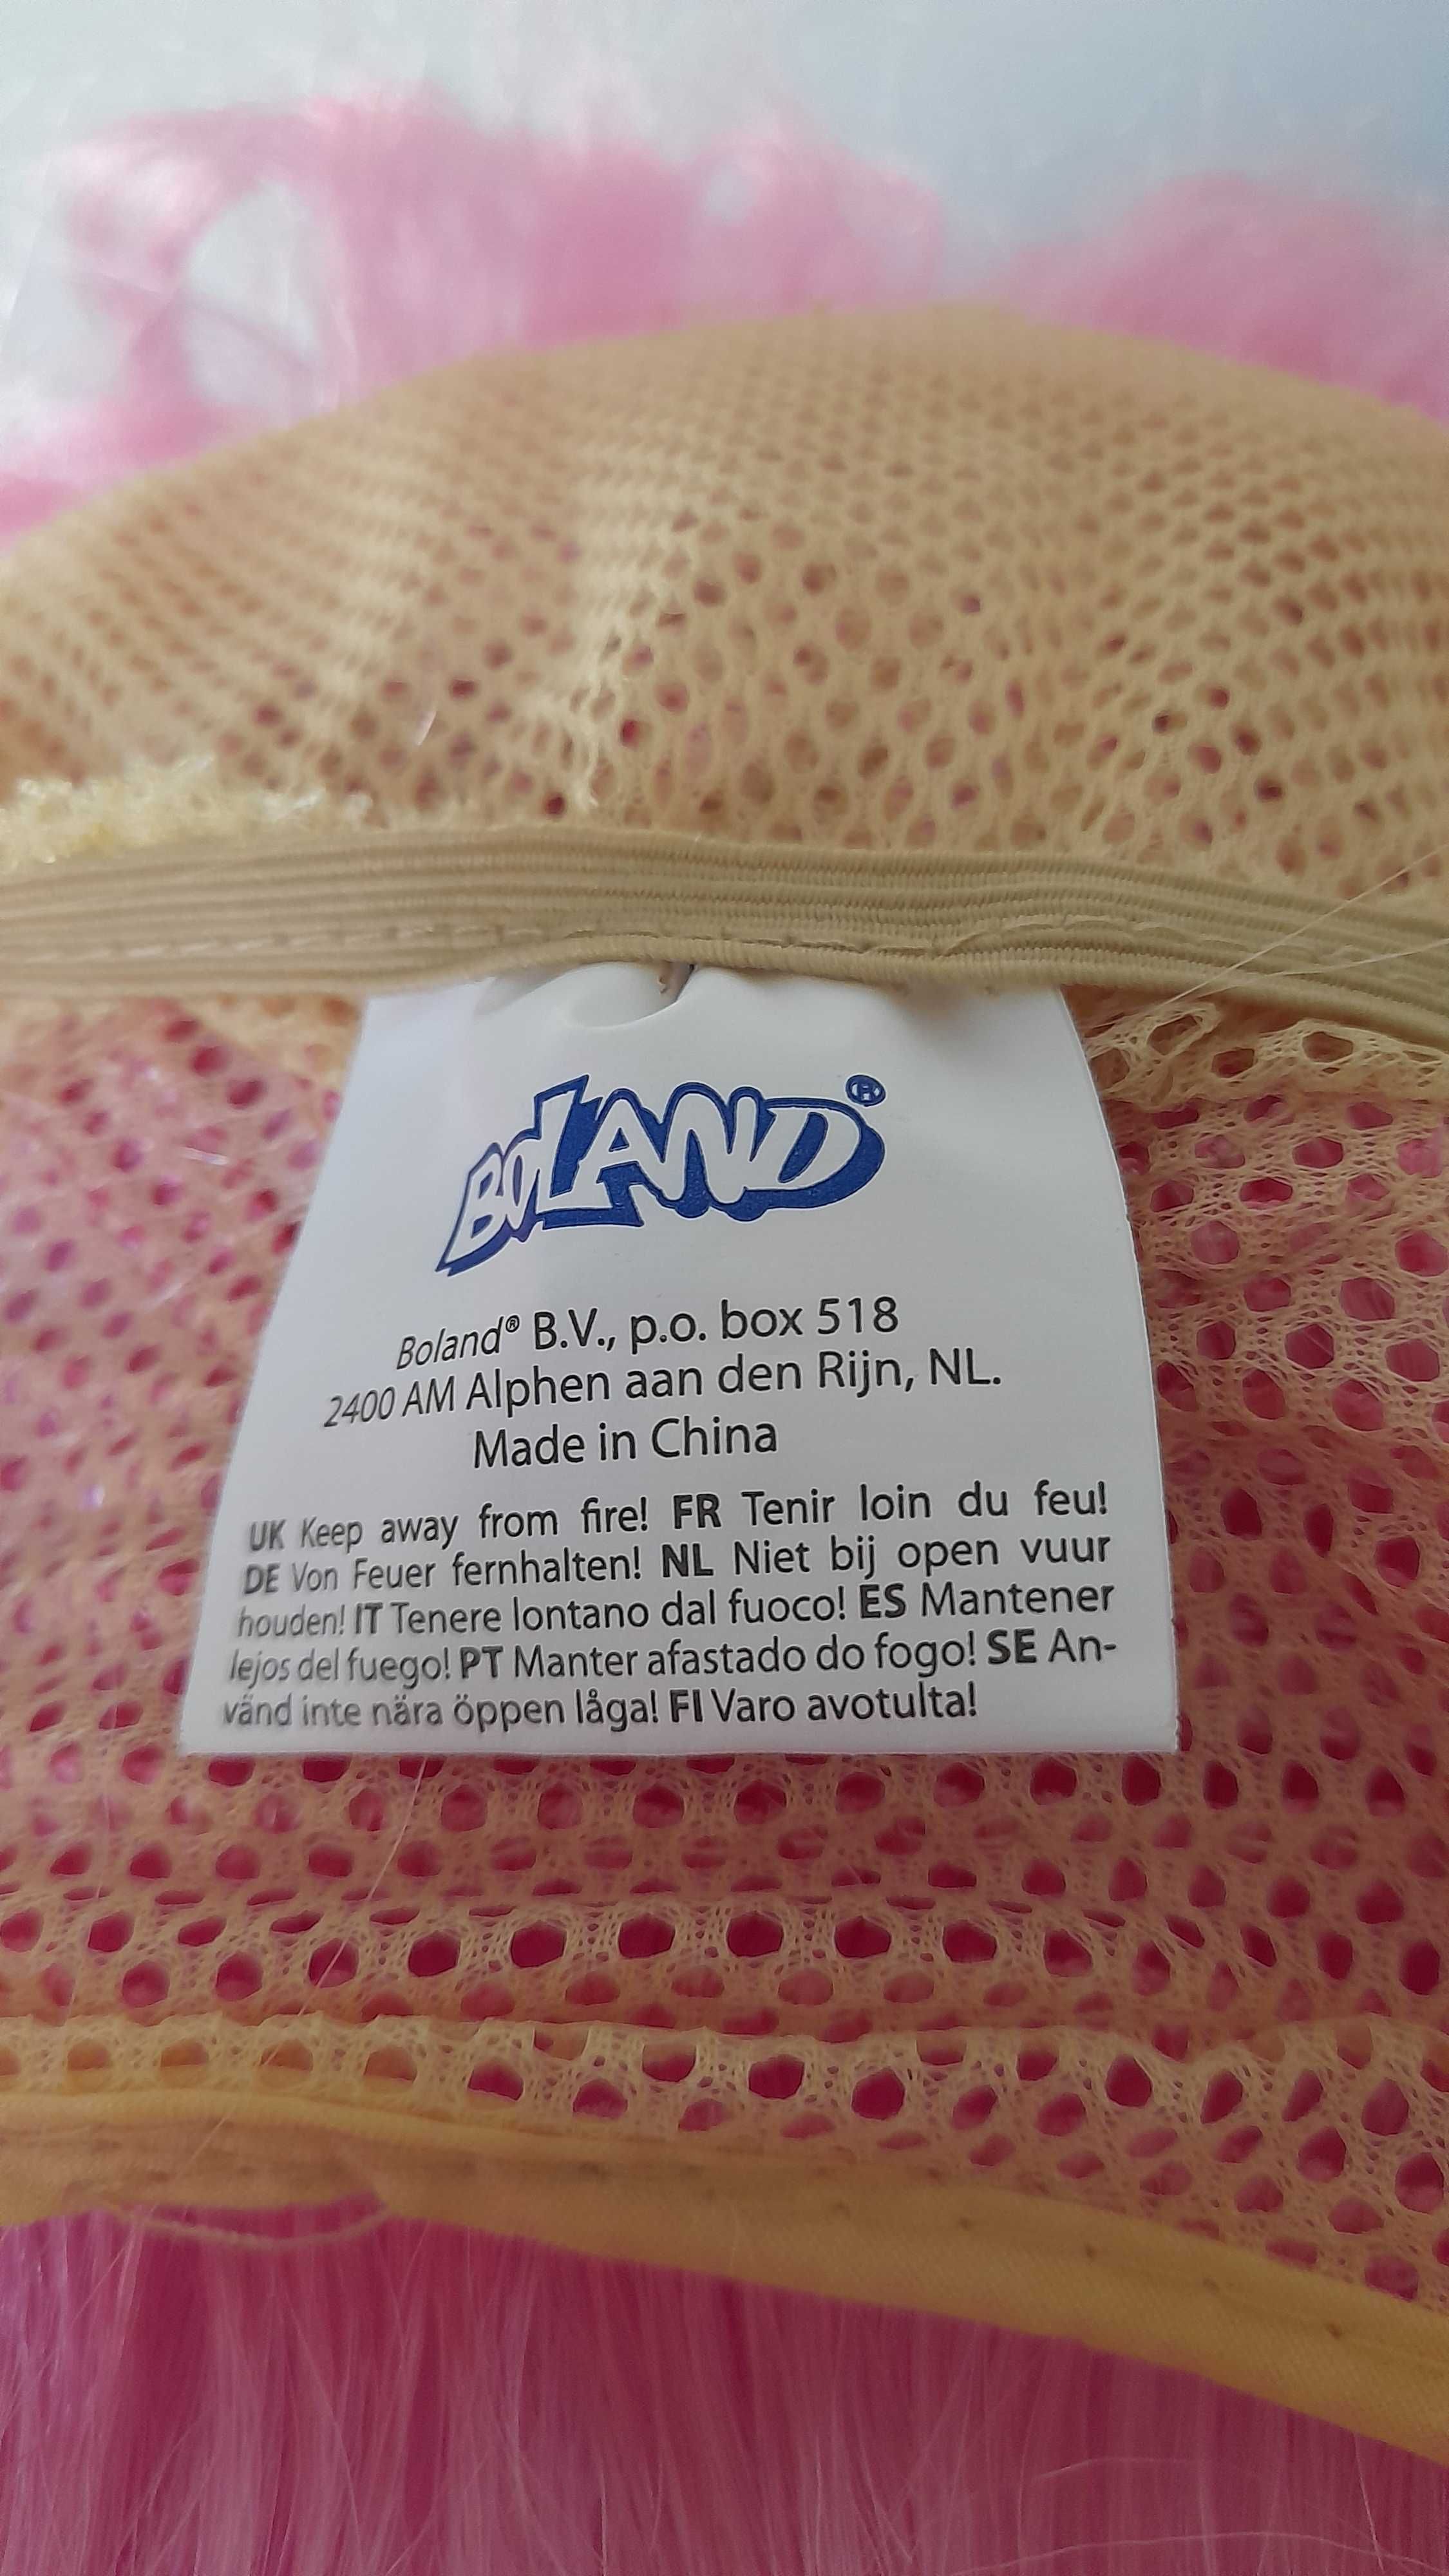 BOLAND®
Boland® B.V., p.o. box 518
2400 AM Alphen aan den Rijn, NL.
Made in China
UK Keep away from fire! FR Tenir loin du feu!
DE Von Feuer fernhalten! NL Niet bij open vuur
houden! IT Tenere lontano dal fuoco! ES Mantener
lejos del fuego! PT Manter afastado do fogo! SE An-
vänd inte nära öppen låga! FI Varo avotulta!